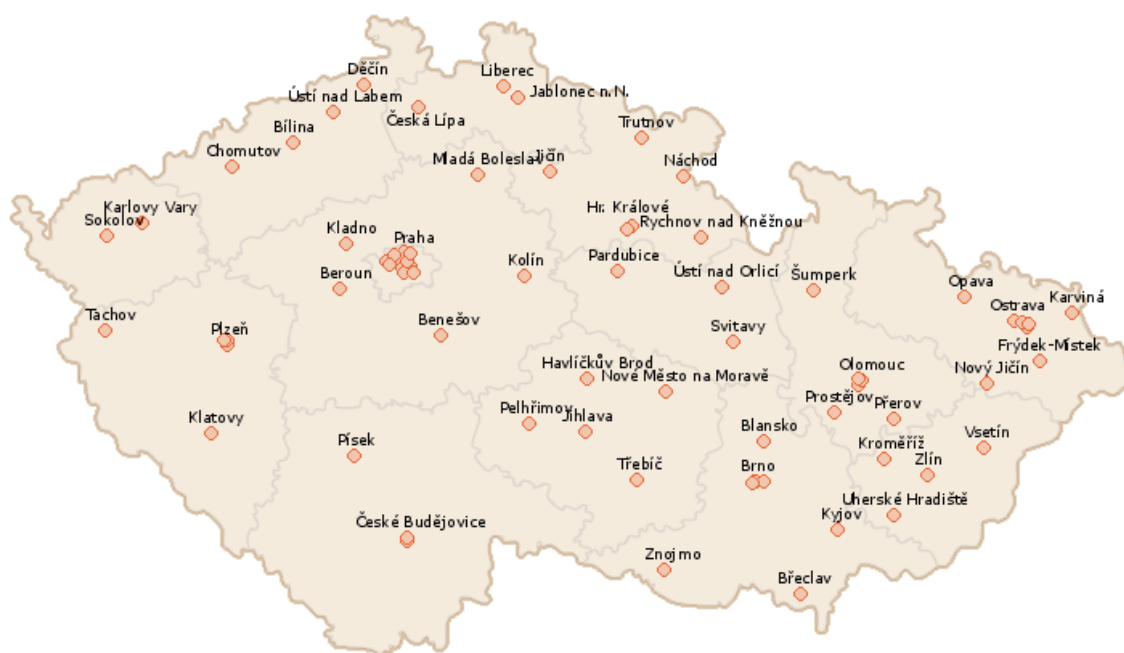 Děčín
Liberec
Ústí nad Labem
Jablonec n. N.
Česká Lípa
Bílina
Trutnov
Chomutov
Mladá Boleslav
Jičín
Náchod
Karlovy Vary
Sokolov
Hr. Králové
Rychnov nad Kněžnou
Kladno
Praha
Kolín
Pardubice
Beroun
Ústí nad Orlicí
Šumperk
Opava
Ostrava
Karviná
Tachov
Plzeň
Benešov
Svitavy
Frýdek-Místek
Havlíčkův Brod
Nové Město na Moravě
Olomouc
Nový Jičín
Pelhřimov
Jihlava
Prostějov
Přerov
Klatovy
Písek
Blansko
Kroměříž
Vsetín
Třebíč
Brno
Zlín
Uherské Hradiště
České Budějovice
Kyjov
Znojmo
Břeclav